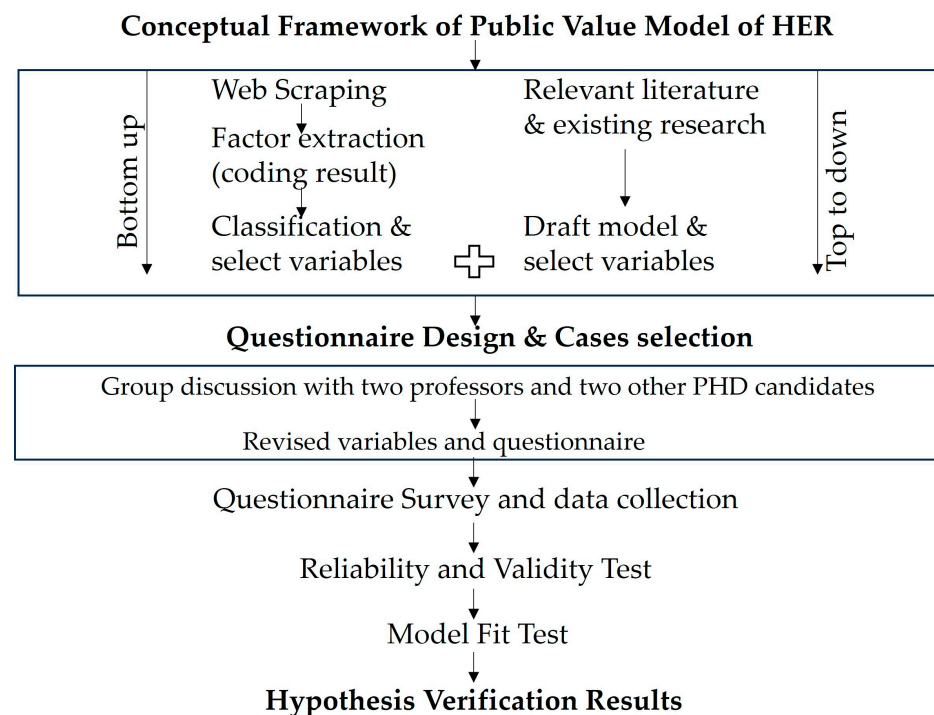 Conceptual Framework of Public Value Model of HER
Bottom up
Web Scraping
Factor extraction
(coding result)
Classification &
select variables
Relevant literature
& existing research
Draft model &
select variables
Top to down
Questionnaire Design & Cases selection
Group discussion with two professors and two other PHD candidates
Revised variables and questionnaire
Questionnaire Survey and data collection
Reliability and Validity Test
Model Fit Test
Hypothesis Verification Results